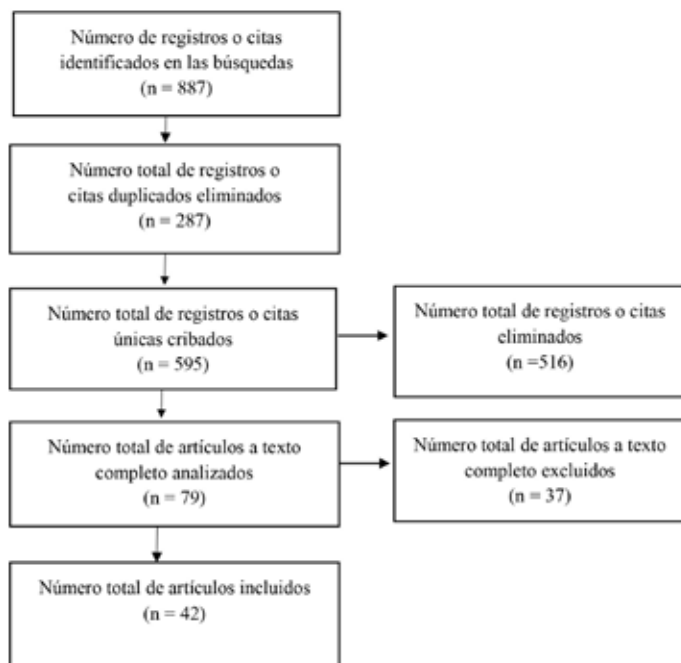 Número de registros o citas
identificados en las búsquedas
(n = 887)
Número total de registros o
citas duplicados eliminados
(n = 287)
Número total de registros o citas
únicas cribados
(n = 595)
Número total de registros o citas
eliminados
(n =516)
Número total de artículos a texto
completo analizados
(n = 79)
Número total de artículos a texto
completo excluidos
(n = 37)
Número total de artículos incluidos
(n = 42)